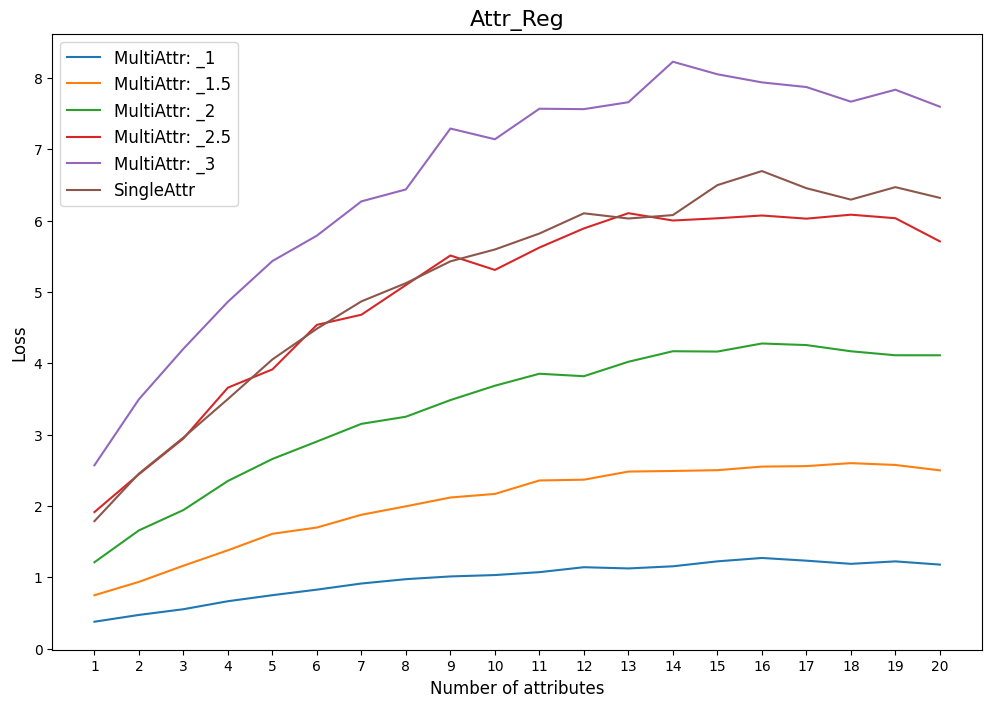 Attr_Reg
MultiAttr: _1
MultiAttr: _1.5
MultiAttr: _2
MultiAttr: _2.5
MultiAttr: _3
SingleAttr
Loss
8
7
6
5
4
3
2
1
0
1 2 3 4 5 6 7 8 9 10 11 12 13 14 15 16 17 18 19 20
Number of attributes